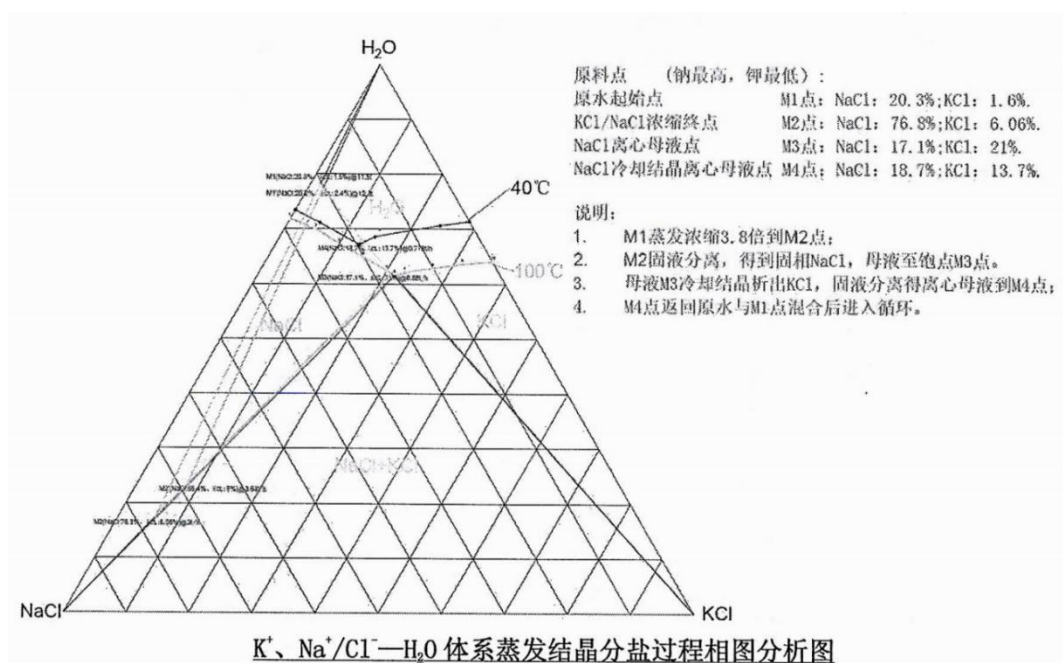 H₂O
原料点 (钠最高，钾最低)：
原水起始点 M1点：NaCl：20.3%;KCl：1.6%.
KCl/NaCl浓缩终点 M2点：NaCl：76.8%;KCl：6.06%.
NaCl离心母液点 M3点：NaCl：17.1%;KCl：21%.
NaCl冷却结晶离心母液点 M4点：NaCl：18.7%;KCl：13.7%.
40℃
H₂O
说明：
1. M1蒸发浓缩3.8倍到M2点；
2. M2固液分离，得到固相NaCl，母液至饱点M3点。
3. 母液M3冷却结晶析出KCl，固液分离得离心母液到M4点；
4. M4点返回原水与M1点混合后进入循环。
100℃
NaCl
KCl
NaCl+KCl
NaCl
KCl
K⁺、Na⁺/Cl⁻—H₂O 体系蒸发结晶分盐过程相图分析图